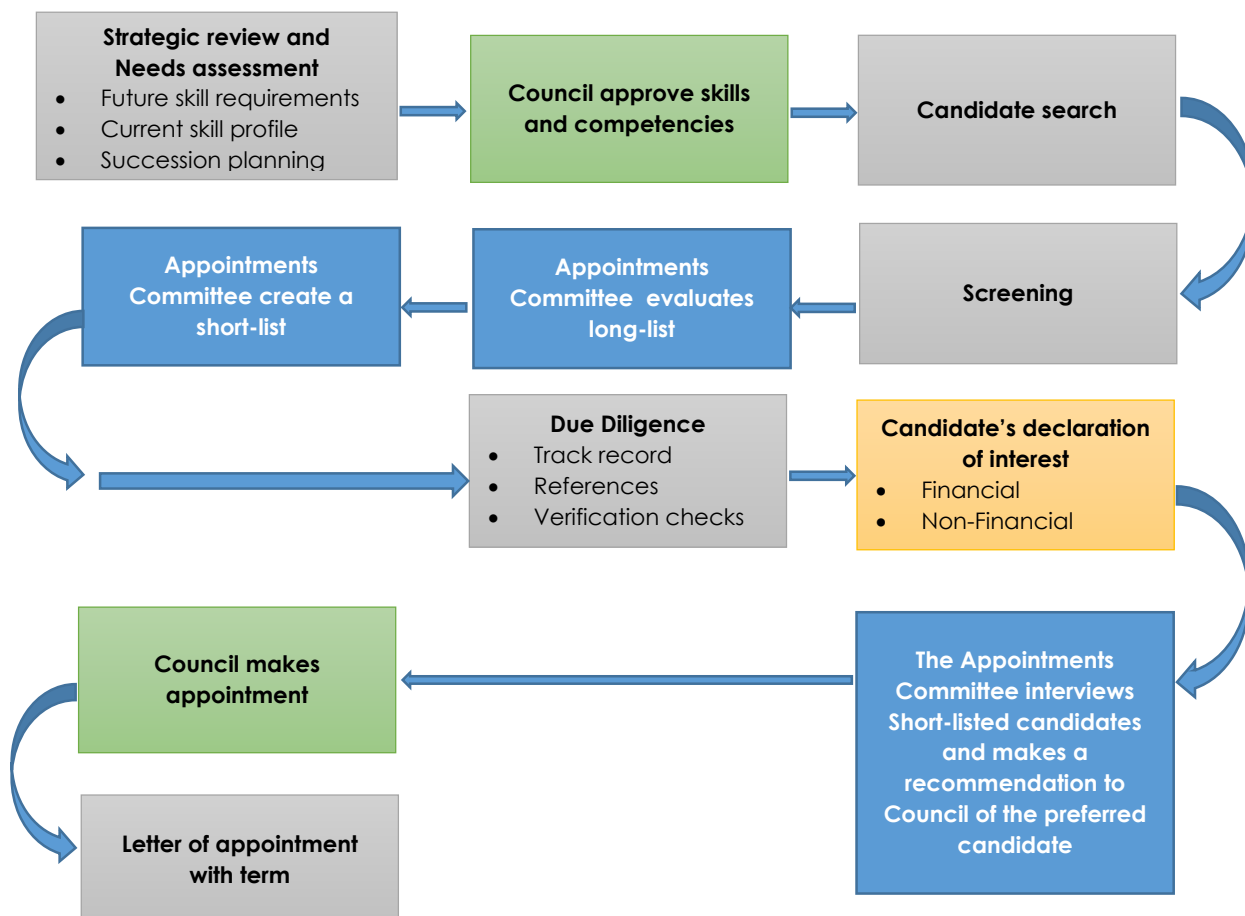 Strategic review and
Needs assessment
• Future skill requirements
• Current skill profile
• Succession planning
Council approve skills
and competencies
Candidate search
Screening
Appointments
Committee evaluates
long-list
Appointments
Committee create a
short-list
Due Diligence
• Track record
• References
• Verification checks
Candidate’s declaration
of interest
• Financial
• Non-Financial
The Appointments
Committee interviews
Short-listed candidates
and makes a
recommendation to
Council of the preferred
candidate
Council makes
appointment
Letter of appointment
with term